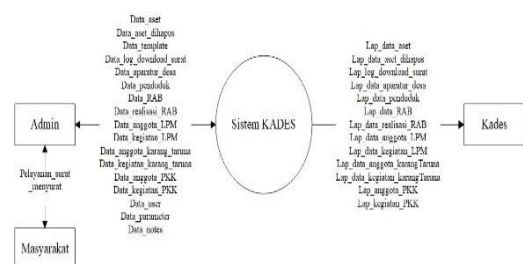 Data_aset
Data_aset_dihapus
Data_template
Data_log_download_surat
Data_aparatur_desa
Data_penduduk
Data_RAB
Data_realisasi_RAB
Data_anggota_LPM
Data_kegiatan_LPM
Data_anggota_karang_taruna
Data_kegiatan_karang_taruna
Data_anggota_PKK
Data_kegiatan_PKK
Data_user
Data_parameter
Data_notes
Admin
Pelayanan_surat
_menyurat
Masyarakat
Sistem KADES
Lap_data_aset
Lap_data_aset_dihapus
Lap_log_download_surat
Lap_data_aparatur_desa
Lap_data_penduduk
Lap_data_RAB
Lap_data_realisasi_RAB
Lap_data_anggota_LPM
Lap_data_kegiatan_LPM
Lap_data_anggota_karangTaruna
Lap_data_kegiatan_karangTaruna
Lap_anggota_PKK
Lap_kegiatan_PKK
Kades